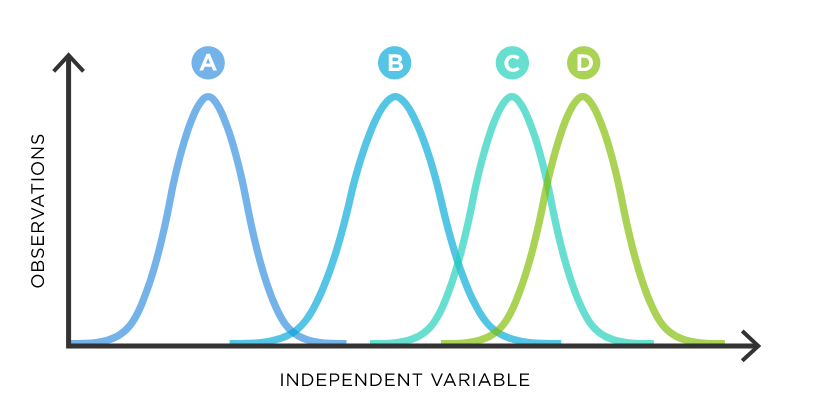 A
B
C
D
OBSERVATIONS
INDEPENDENT VARIABLE